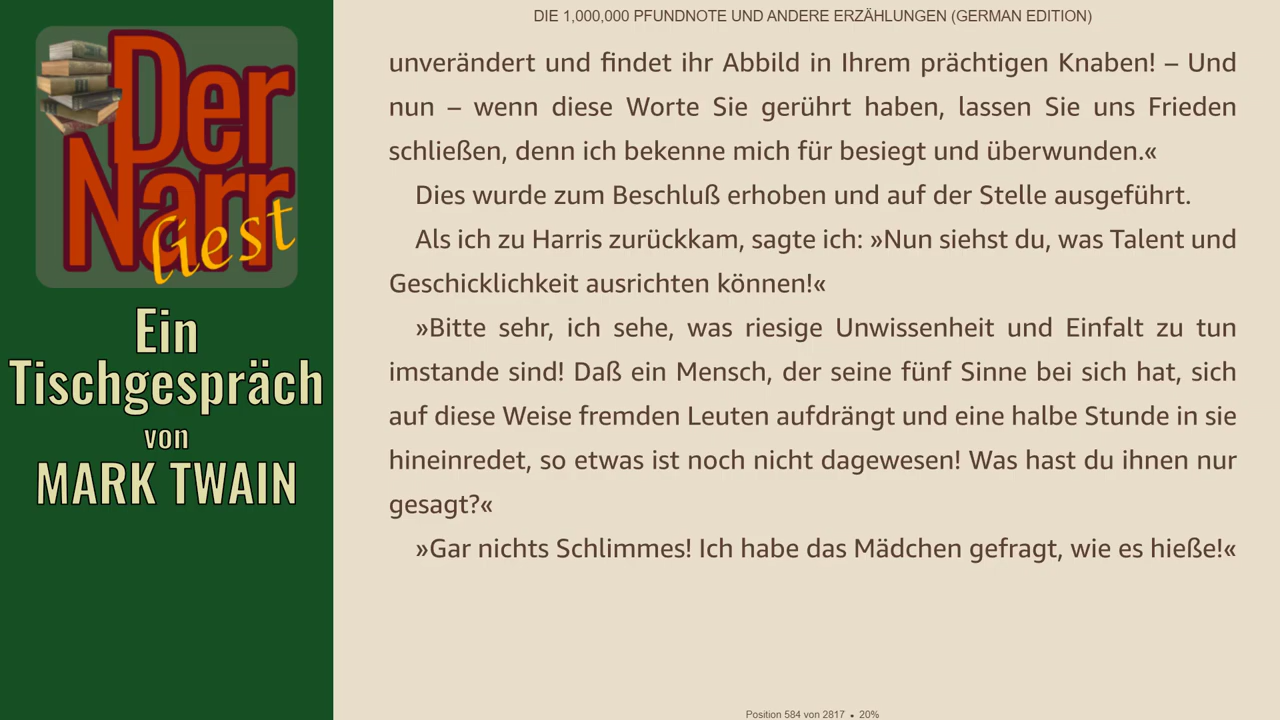 Der
Narr
liest
Ein
Tischgespräch
von
MARK TWAIN
DIE 1,000,000 PFUNDNOTE UND ANDERE ERZÄHLUNGEN (GERMAN EDITION)
unverändert und findet ihr Abbild in Ihrem prächtigen Knaben! – Und
nun – wenn diese Worte Sie gerührt haben, lassen Sie uns Frieden
schließen, denn ich bekenne mich für besiegt und überwunden.«
Dies wurde zum Beschluß erhoben und auf der Stelle ausgeführt.
Als ich zu Harris zurückkam, sagte ich: »Nun siehst du, was Talent und
Geschicklichkeit ausrichten können!«
»Bitte sehr, ich sehe, was riesige Unwissenheit und Einfalt zu tun
imstande sind! Daß ein Mensch, der seine fünf Sinne bei sich hat, sich
auf diese Weise fremden Leuten aufdrängt und eine halbe Stunde in sie
hineinredet, so etwas ist noch nicht dagewesen! Was hast du ihnen nur
gesagt?«
»Gar nichts Schlimmes! Ich habe das Mädchen gefragt, wie es hieße!«
Position 584 von 2817 • 20%